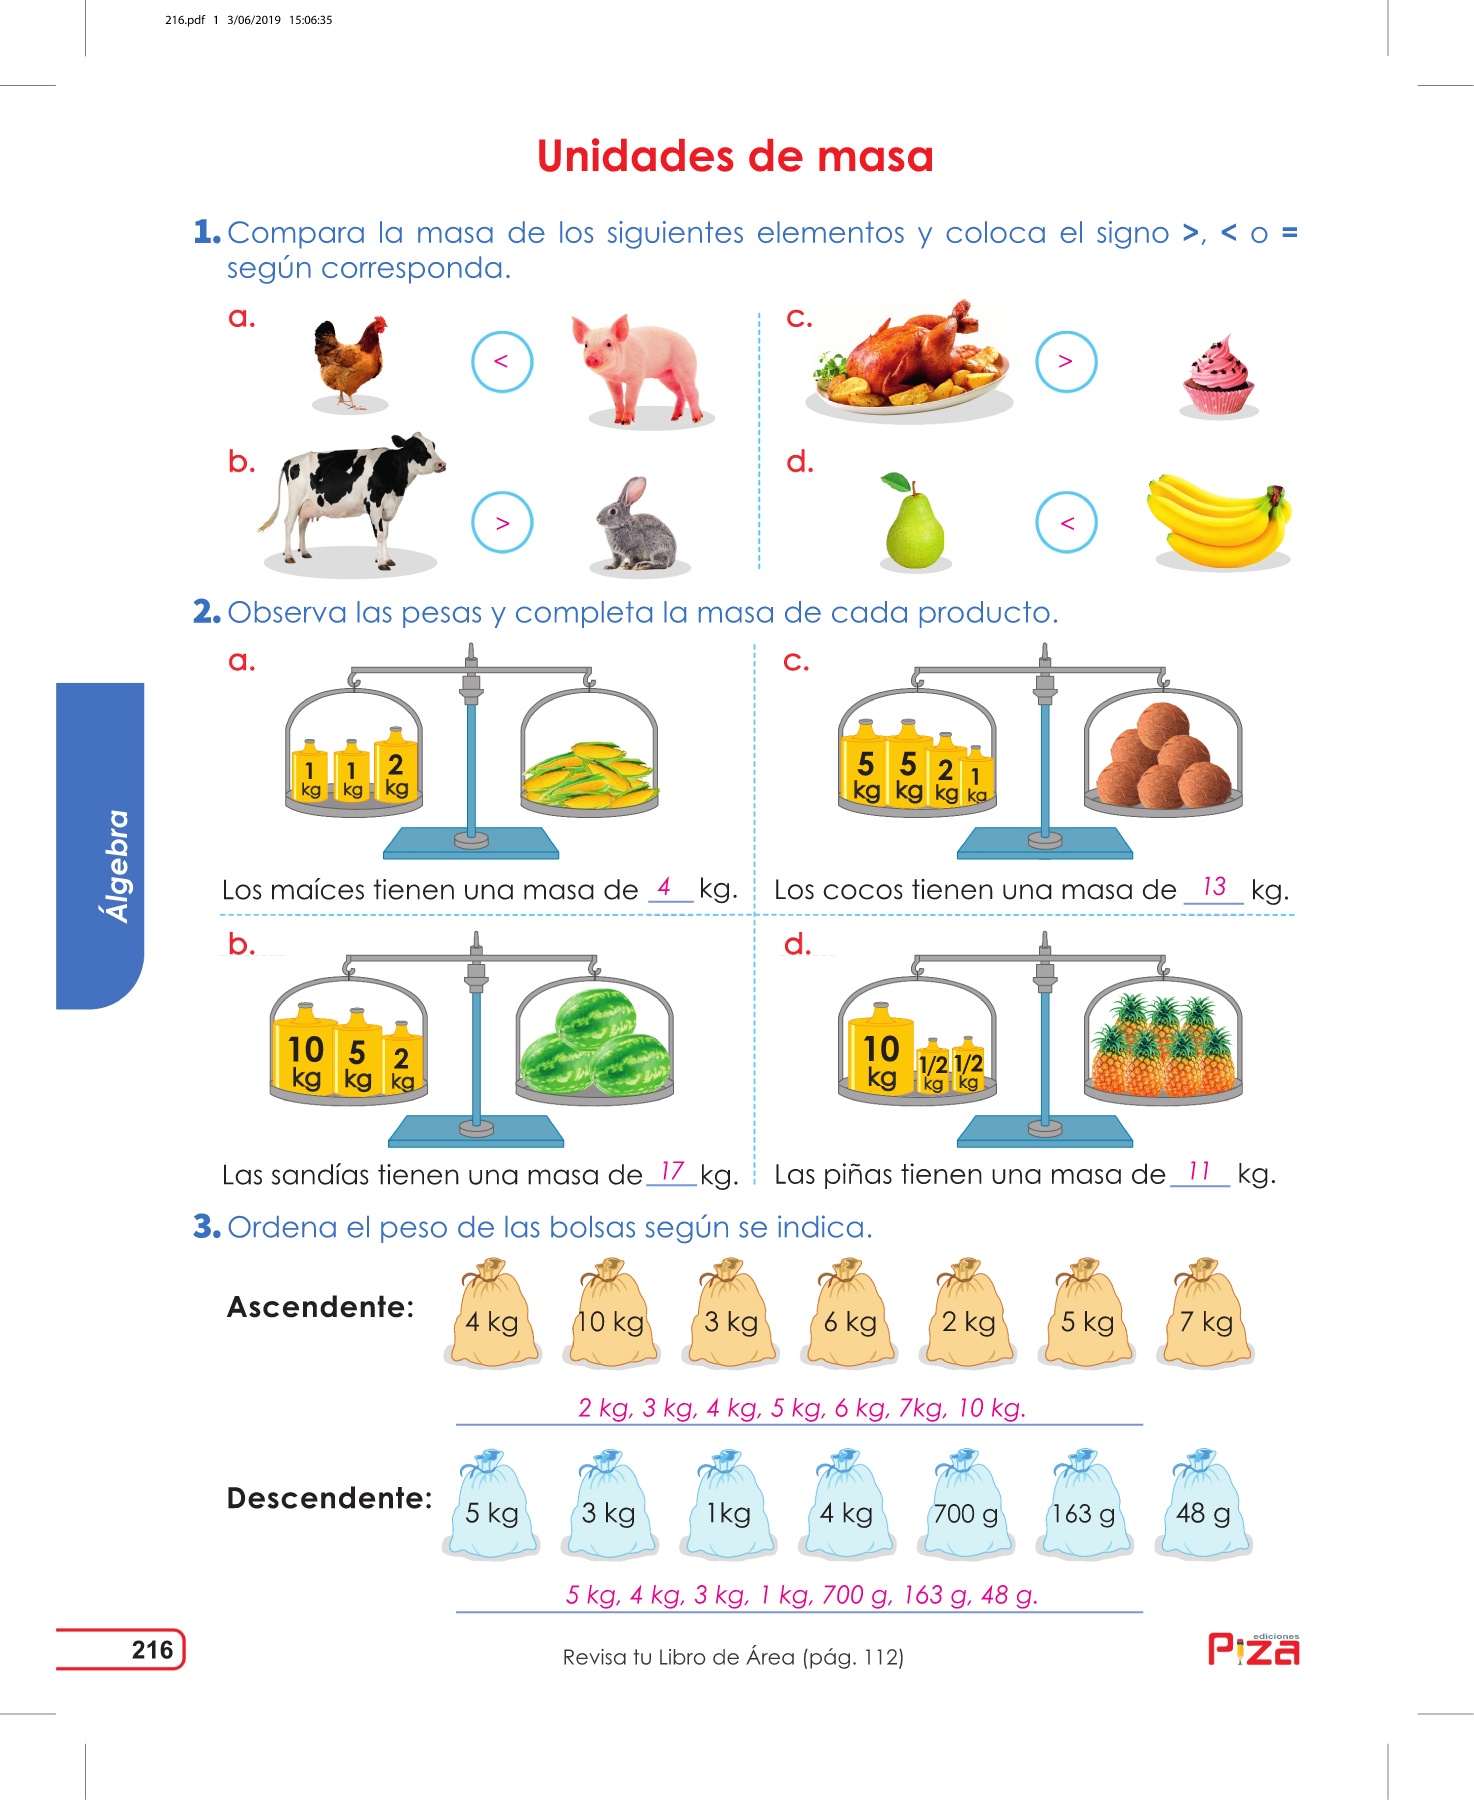 216.pdf 1 3/06/2019 15:06:35
Unidades de masa
1. Compara la masa de los siguientes elementos y coloca el signo >, < o =
según corresponda.
a.
<
c.
>
b.
>
d.
<
2. Observa las pesas y completa la masa de cada producto.
a.
1 kg 1 kg 2 kg
c.
5 kg 5 kg 2 kg 1 kg
Los maíces tienen una masa de 4 kg.
Los cocos tienen una masa de 13 kg.
b.
10 kg 5 kg 2 kg
d.
10 kg 1/2 kg 1/2 kg
Las sandías tienen una masa de 17 kg.
Las piñas tienen una masa de 11 kg.
Álgebra
3. Ordena el peso de las bolsas según se indica.
Ascendente:
4 kg 10 kg 3 kg 6 kg 2 kg 5 kg 7 kg
2 kg, 3 kg, 4 kg, 5 kg, 6 kg, 7kg, 10 kg.
Descendente:
5 kg 3 kg 1kg 4 kg 700 g 163 g 48 g
5 kg, 4 kg, 3 kg, 1 kg, 700 g, 163 g, 48 g.
216
Revisa tu Libro de Área (pág. 112)
ediciones
Piza